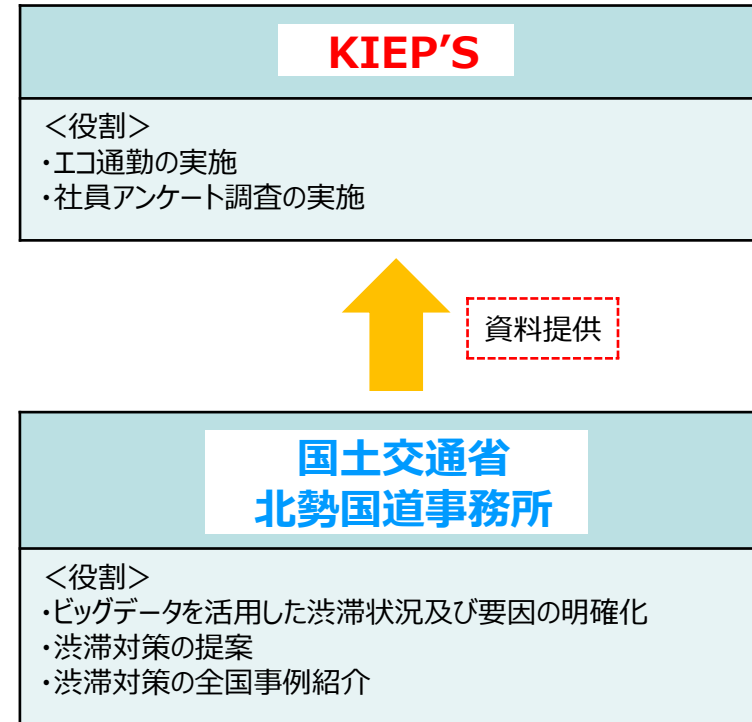 KIEP’S
＜役割＞
・エコ通勤の実施
・社員アンケート調査の実施
資料提供
国土交通省
北勢国道事務所
＜役割＞
・ビッグデータを活用した渋滞状況及び要因の明確化
・渋滞対策の提案
・渋滞対策の全国事例紹介